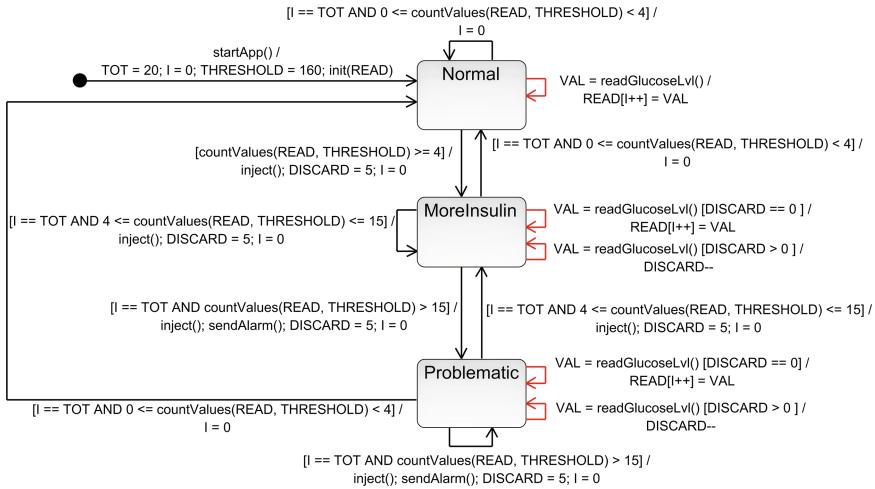 [I == TOT AND 0 <= countValues(READ, THRESHOLD) < 4] /
I = 0
startApp() /
TOT = 20; I = 0; THRESHOLD = 160; init(READ)
Normal
VAL = readGlucoseLvl() /
READ[I++] = VAL
[countValues(READ, THRESHOLD) >= 4] /
inject(); DISCARD = 5; I = 0
[I == TOT AND 0 <= countValues(READ, THRESHOLD) < 4] /
I = 0
[I == TOT AND 4 <= countValues(READ, THRESHOLD) <= 15] /
inject(); DISCARD = 5; I = 0
MoreInsulin
VAL = readGlucoseLvl() [DISCARD == 0 ] /
READ[I++] = VAL
VAL = readGlucoseLvl() [DISCARD > 0 ] /
DISCARD--
[I == TOT AND countValues(READ, THRESHOLD) > 15] /
inject(); sendAlarm(); DISCARD = 5; I = 0
[I == TOT AND 4 <= countValues(READ, THRESHOLD) <= 15] /
inject(); DISCARD = 5; I = 0
Problematic
VAL = readGlucoseLvl() [DISCARD == 0] /
READ[I++] = VAL
VAL = readGlucoseLvl() [DISCARD > 0 ] /
DISCARD--
[I == TOT AND 0 <= countValues(READ, THRESHOLD) < 4] /
I = 0
[I == TOT AND countValues(READ, THRESHOLD) > 15] /
inject(); sendAlarm(); DISCARD = 5; I = 0